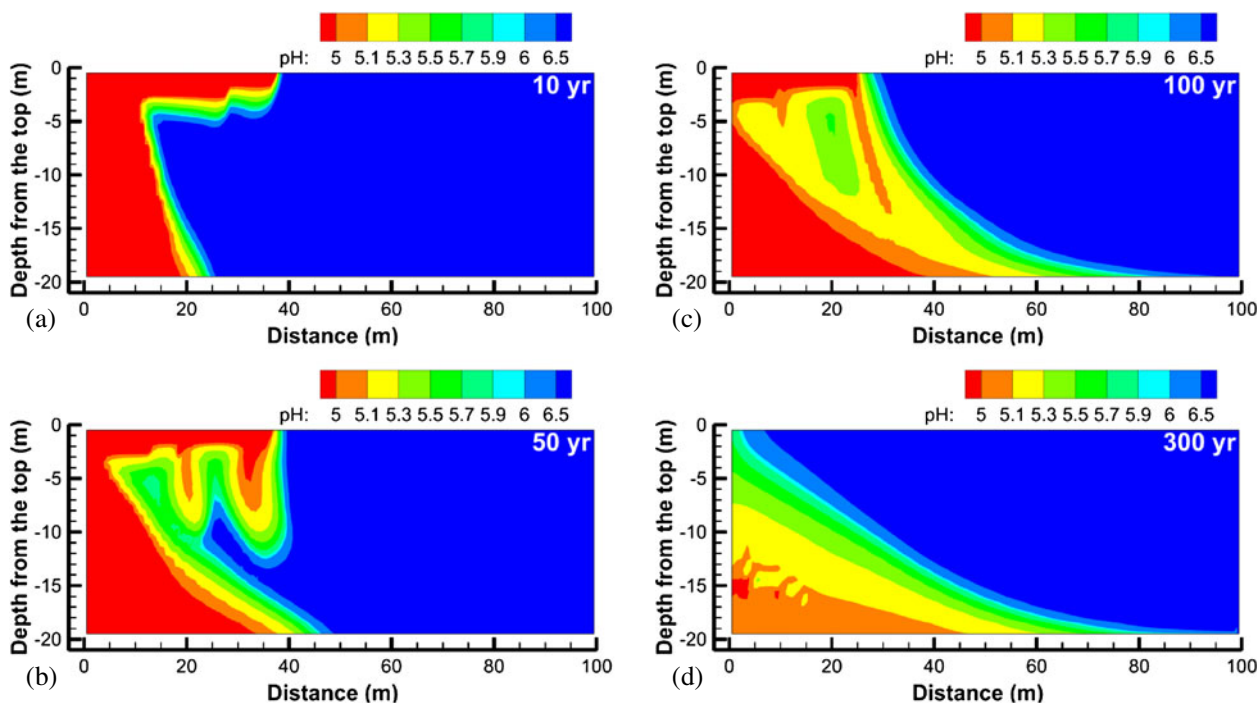 pH: 5 5.1 5.3 5.5 5.7 5.9 6 6.5
10 yr
Depth from the top (m)
0
-5
-10
-15
-20
0 20 40 60 80 100
(a)
Distance (m)
pH: 5 5.1 5.3 5.5 5.7 5.9 6 6.5
100 yr
Depth from the top (m)
0
-5
-10
-15
-20
0 20 40 60 80 100
(c)
Distance (m)
pH: 5 5.1 5.3 5.5 5.7 5.9 6 6.5
50 yr
Depth from the top (m)
0
-5
-10
-15
-20
0 20 40 60 80 100
(b)
Distance (m)
pH: 5 5.1 5.3 5.5 5.7 5.9 6 6.5
300 yr
Depth from the top (m)
0
-5
-10
-15
-20
0 20 40 60 80 100
(d)
Distance (m)